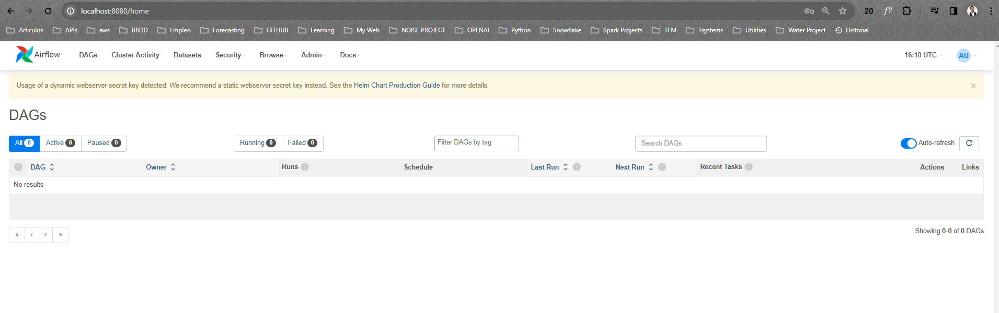 localhost:8080/home
20 f?
Articulos APIs aws BBDD Empleo Forecasting GITHUB Learning My Web NOISE PROJECT OPENAI Python Snowflake Spark Projects TFM Tsystems Utilities Water Project Historial
Airflow DAGs Cluster Activity Datasets Security Browse Admin Docs 16:10 UTC AU
Usage of a dynamic webserver secret key detected. We recommend a static webserver secret key instead. See the Helm Chart Production Guide for more details. ×
DAGs
All 0 Active 0 Paused 0 Running 0 Failed 0 Filter DAGs by tag Search DAGs Auto-refresh
DAG Owner Runs Schedule Last Run Next Run Recent Tasks Actions Links
No results
« ‹ › » Showing 0-0 of 0 DAGs